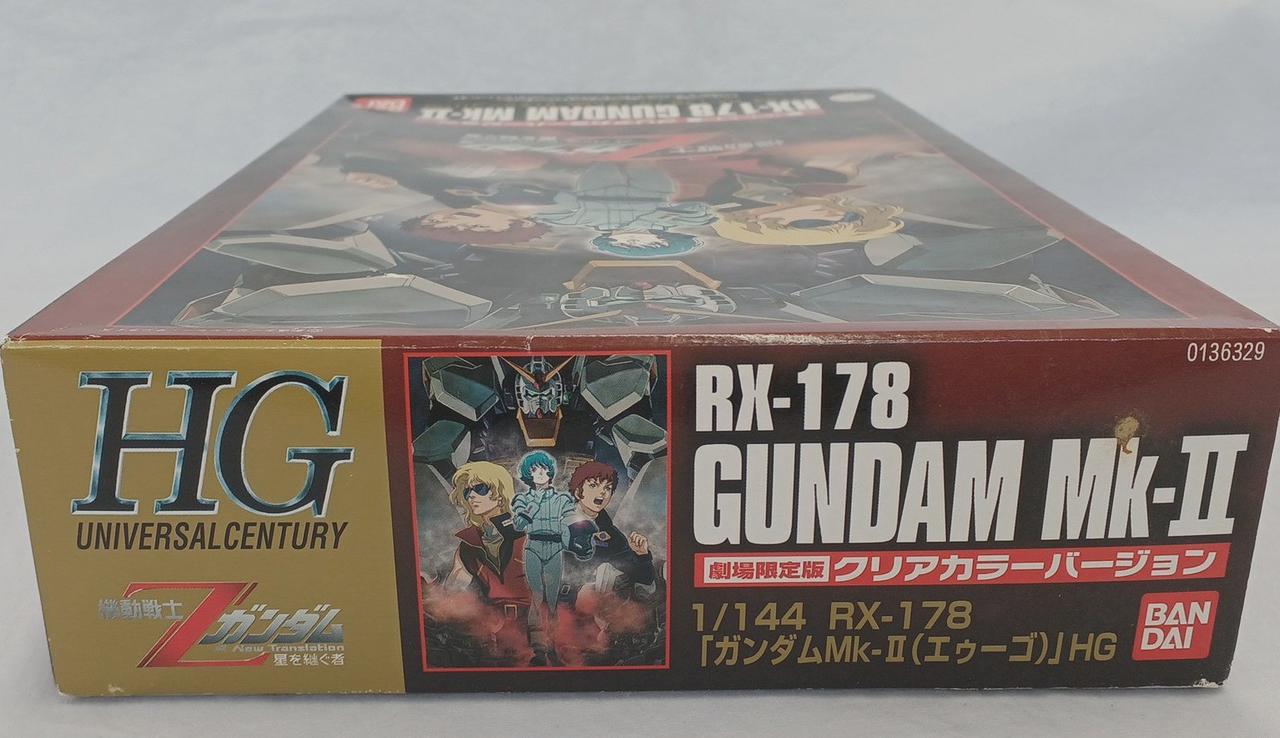 RX-178 GUNDAM Mk-II
HG
UNIVERSALCENTURY
機動戦士Zガンダム
A New Translation
星を継ぐ者
0136329
RX-178
GUNDAM Mk-II
劇場限定版 クリアカラーバージョン
1/144 RX-178
「ガンダムMk-Ⅱ(エゥーゴ)」HG
BAN
DAI